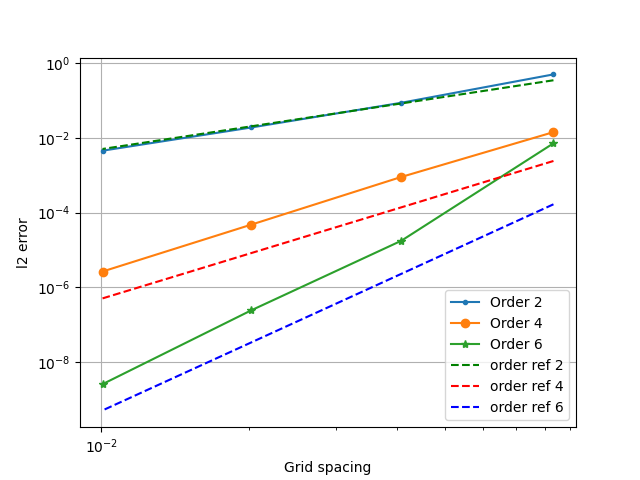 10^0
10^−2
10^−4
10^−6
10^−8
l2 error
Order 2
Order 4
Order 6
order ref 2
order ref 4
order ref 6
10^−2
Grid spacing